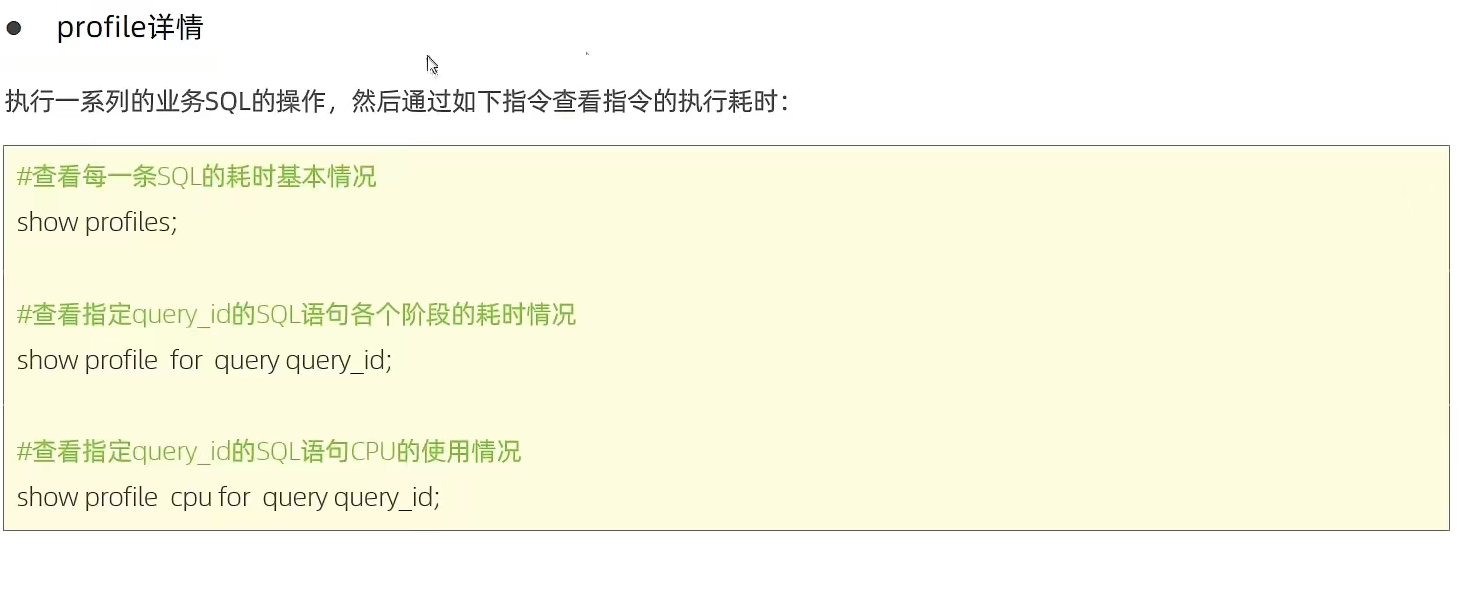 ● profile详情
执行一系列的业务SQL的操作，然后通过如下指令查看指令的执行耗时：
#查看每一条SQL的耗时基本情况
show profiles;
#查看指定query_id的SQL语句各个阶段的耗时情况
show profile for query query_id;
#查看指定query_id的SQL语句CPU的使用情况
show profile cpu for query query_id;